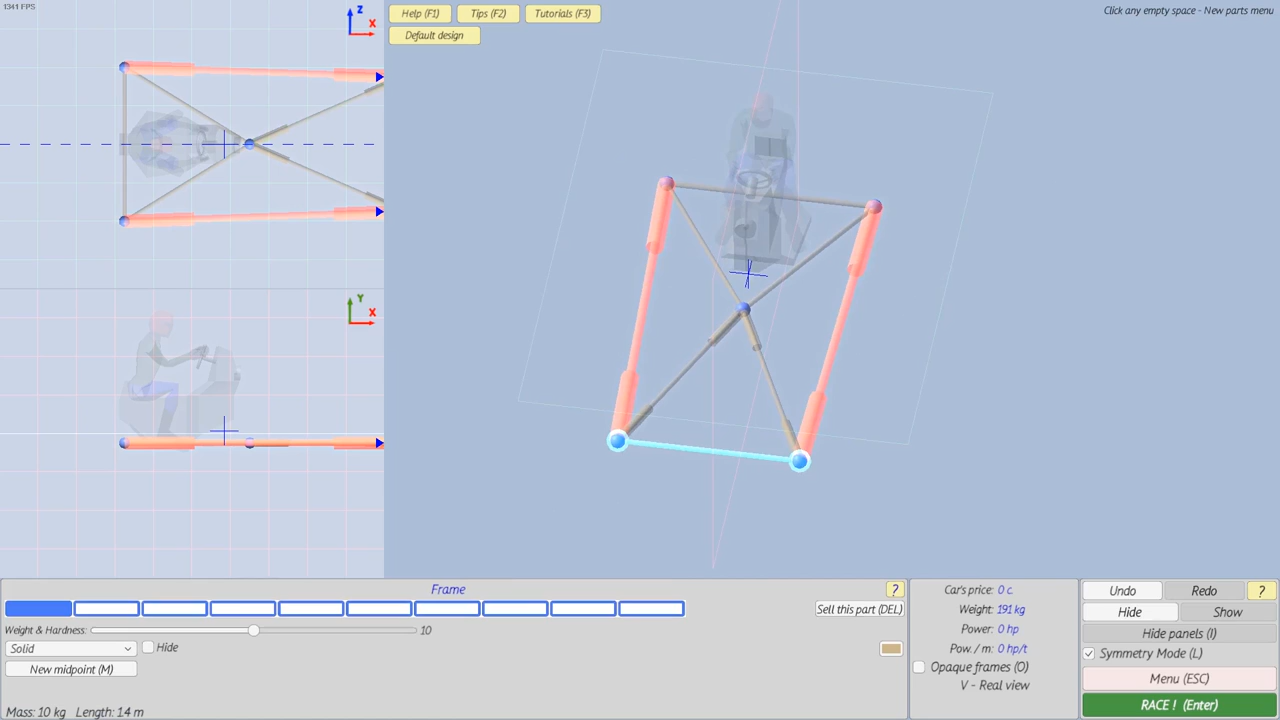 1341 FPS
Z
X
Y
X
Help (F1)
Tips (F2)
Tutorials (F3)
Default design
Click any empty space - New parts menu
Frame
?
Sell this part (DEL)
Weight & Hardness:
10
Solid
Hide
New midpoint (M)
Mass: 10 kg Length: 1.4 m
Car's price: 0 c.
Weight: 191 kg
Power: 0 hp
Pow. / m: 0 hp/t
Opaque frames (O)
V - Real view
Undo
Redo
?
Hide
Show
Hide panels (I)
Symmetry Mode (L)
Menu (ESC)
RACE ! (Enter)